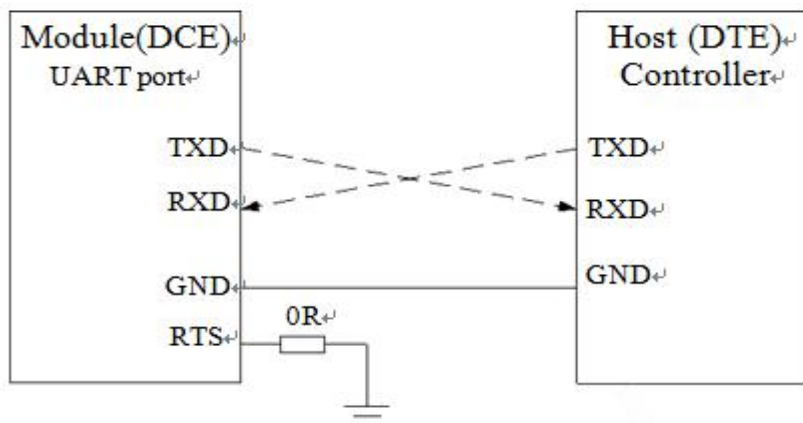 Module(DCE)
UART port
TXD
RXD
GND
RTS
0R
Host (DTE)
Controller
TXD
RXD
GND